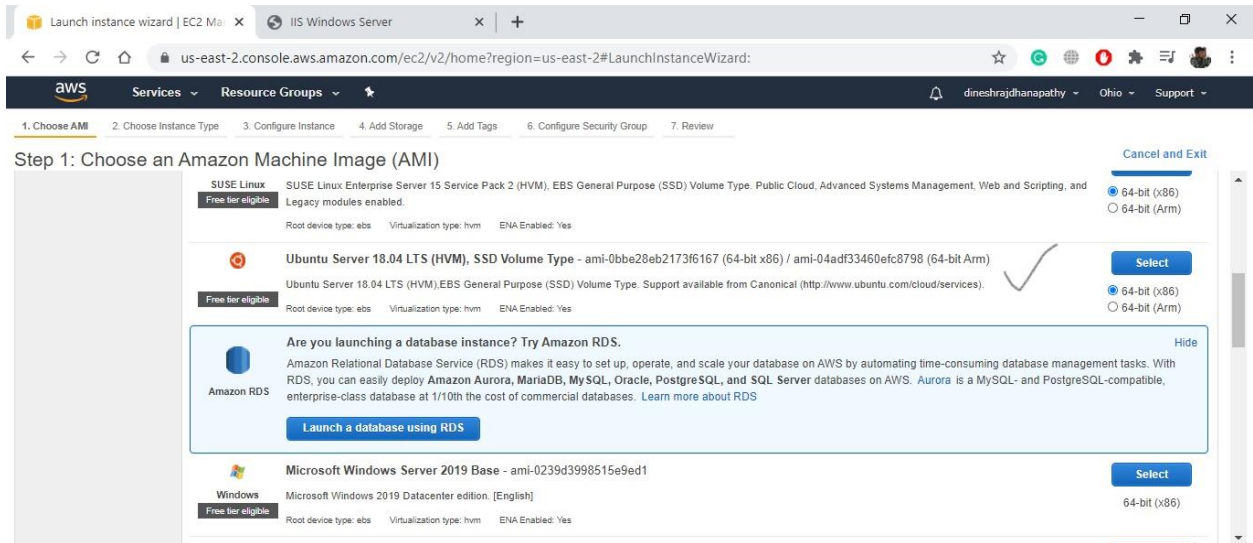 Launch instance wizard | EC2 Ma
IIS Windows Server
us-east-2.console.aws.amazon.com/ec2/v2/home?region=us-east-2#LaunchInstanceWizard:
aws Services Resource Groups dineshrajdhanapathy Ohio Support
1. Choose AMI 2. Choose Instance Type 3. Configure Instance 4. Add Storage 5. Add Tags 6. Configure Security Group 7. Review
Step 1: Choose an Amazon Machine Image (AMI)
Cancel and Exit
SUSE Linux
Free tier eligible
SUSE Linux Enterprise Server 15 Service Pack 2 (HVM), EBS General Purpose (SSD) Volume Type. Public Cloud, Advanced Systems Management, Web and Scripting, and
Legacy modules enabled.
Root device type: ebs Virtualization type: hvm ENA Enabled: Yes
64-bit (x86)
64-bit (Arm)
Ubuntu Server 18.04 LTS (HVM), SSD Volume Type - ami-0bbe28eb2173f6167 (64-bit x86) / ami-04adf33460efc8798 (64-bit Arm)
Free tier eligible
Ubuntu Server 18.04 LTS (HVM),EBS General Purpose (SSD) Volume Type. Support available from Canonical (http://www.ubuntu.com/cloud/services).
Root device type: ebs Virtualization type: hvm ENA Enabled: Yes
Select
64-bit (x86)
64-bit (Arm)
Are you launching a database instance? Try Amazon RDS.
Hide
Amazon RDS
Amazon Relational Database Service (RDS) makes it easy to set up, operate, and scale your database on AWS by automating time-consuming database management tasks. With
RDS, you can easily deploy Amazon Aurora, MariaDB, MySQL, Oracle, PostgreSQL, and SQL Server databases on AWS. Aurora is a MySQL- and PostgreSQL-compatible,
enterprise-class database at 1/10th the cost of commercial databases. Learn more about RDS
Launch a database using RDS
Microsoft Windows Server 2019 Base - ami-0239d3998515e9ed1
Windows
Free tier eligible
Microsoft Windows 2019 Datacenter edition. [English]
Root device type: ebs Virtualization type: hvm ENA Enabled: Yes
Select
64-bit (x86)